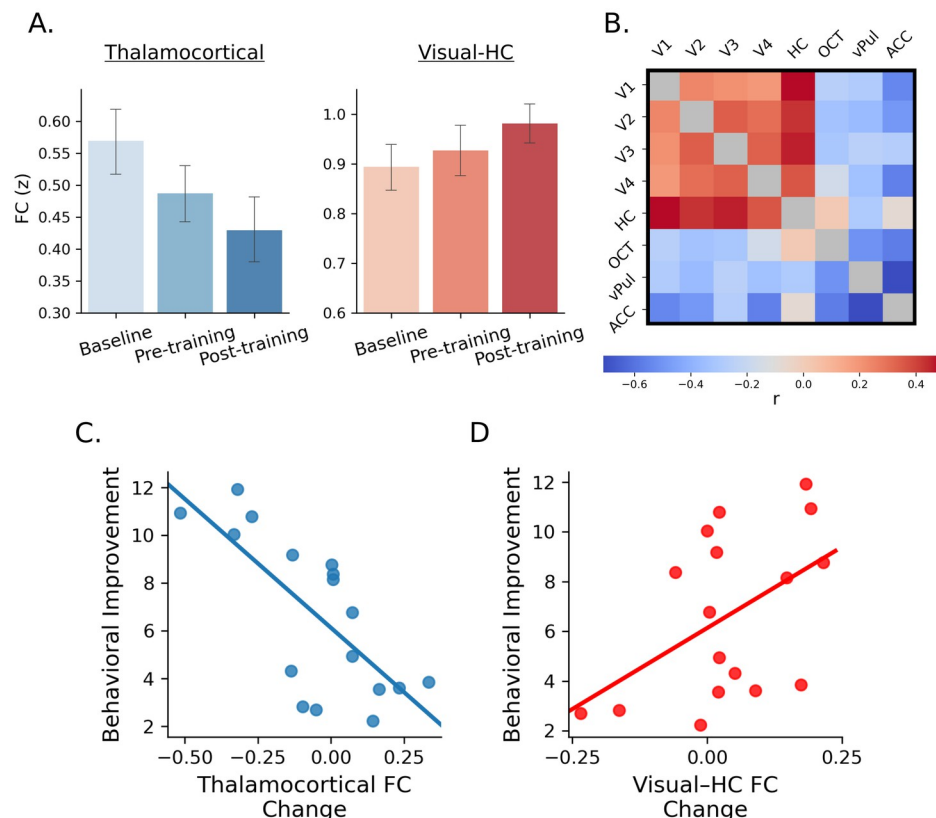 A.
Thalamocortical
Visual-HC
FC (z)
0.60
0.55
0.50
0.45
0.40
0.35
0.30
Baseline
Pre-training
Post-training
1.0
0.9
0.8
0.7
0.6
Baseline
Pre-training
Post-training
B.
V1 V2 V3 V4 HC OCT vPul ACC
V1
V2
V3
V4
HC
OCT
vPul
ACC
−0.6 −0.4 −0.2 0.0 0.2 0.4
r
C.
Behavioral Improvement
12
10
8
6
4
2
−0.50 −0.25 0.00 0.25
Thalamocortical FC
Change
D
Behavioral Improvement
12
10
8
6
4
2
−0.25 0.00 0.25
Visual–HC FC
Change